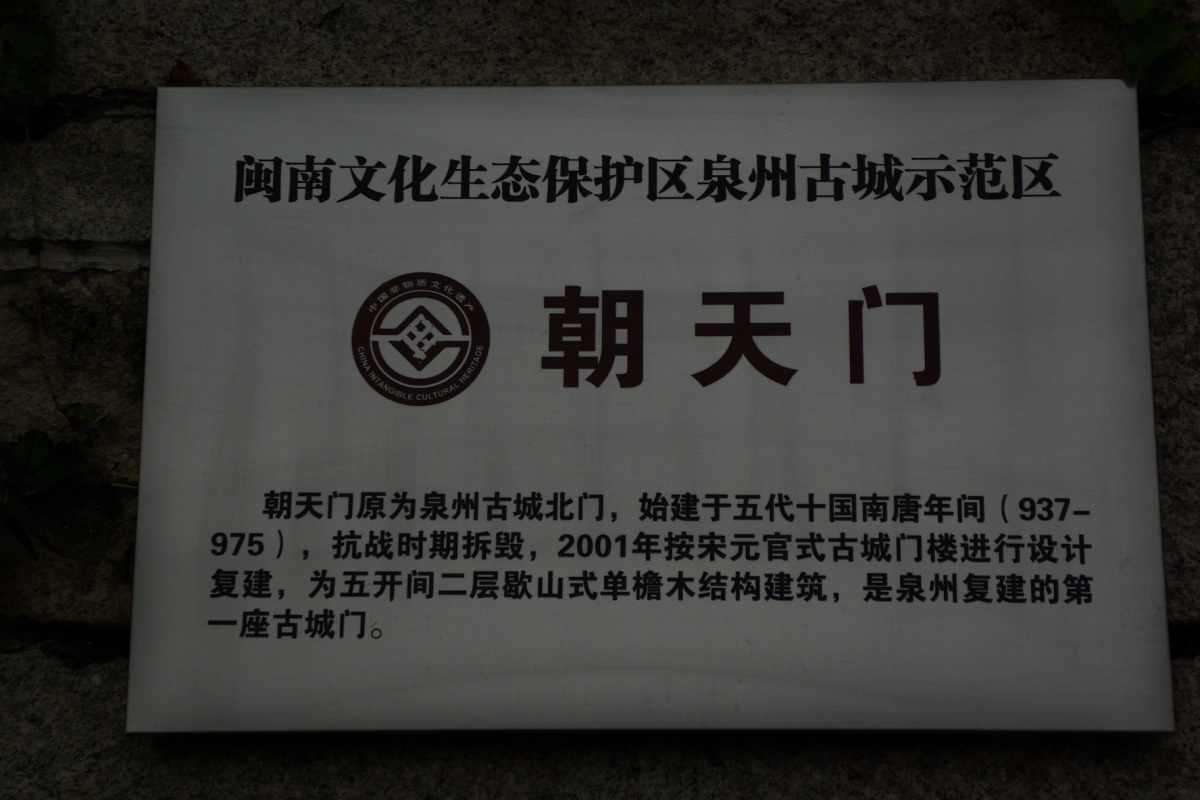 闽南文化生态保护区泉州古城示范区
中国非物质文化遗产
CHINA INTANGIBLE CULTURAL HERITAGE
朝天门
朝天门原为泉州古城北门，始建于五代十国南唐年间（937-
975），抗战时期拆毁，2001年按宋元官式古城门楼进行设计
复建，为五开间二层歇山式单檐木结构建筑，是泉州复建的第
一座古城门。